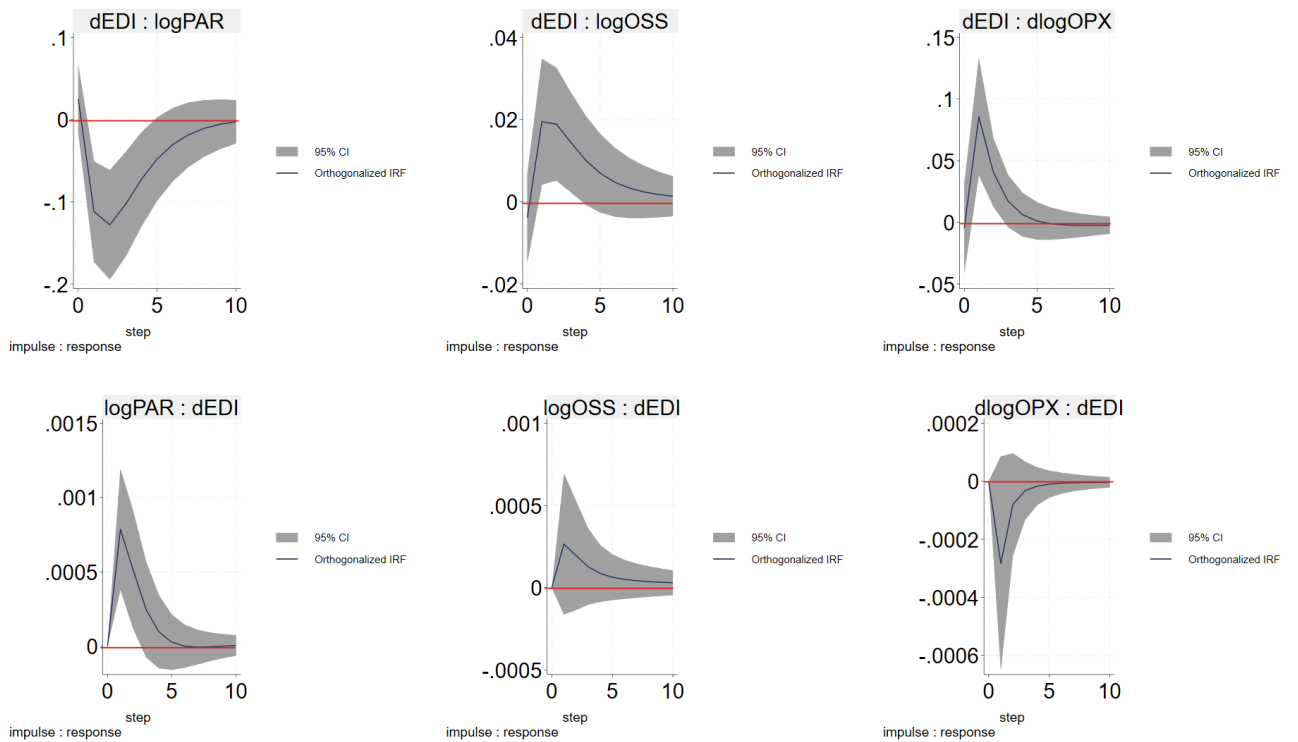 dEDI : logPAR
.1
0
-.1
-.2
0 5 10
step
impulse : response
95% CI
Orthogonalized IRF
dEDI : logOSS
.04
.02
0
-.02
0 5 10
step
impulse : response
95% CI
Orthogonalized IRF
dEDI : dlogOPX
.15
.1
.05
0
-.05
0 5 10
step
impulse : response
95% CI
Orthogonalized IRF
logPAR : dEDI
.0015
.001
.0005
0
0 5 10
step
impulse : response
95% CI
Orthogonalized IRF
logOSS : dEDI
.001
.0005
0
-.0005
0 5 10
step
impulse : response
95% CI
Orthogonalized IRF
dlogOPX : dEDI
.0002
0
-.0002
-.0004
-.0006
0 5 10
step
impulse : response
95% CI
Orthogonalized IRF